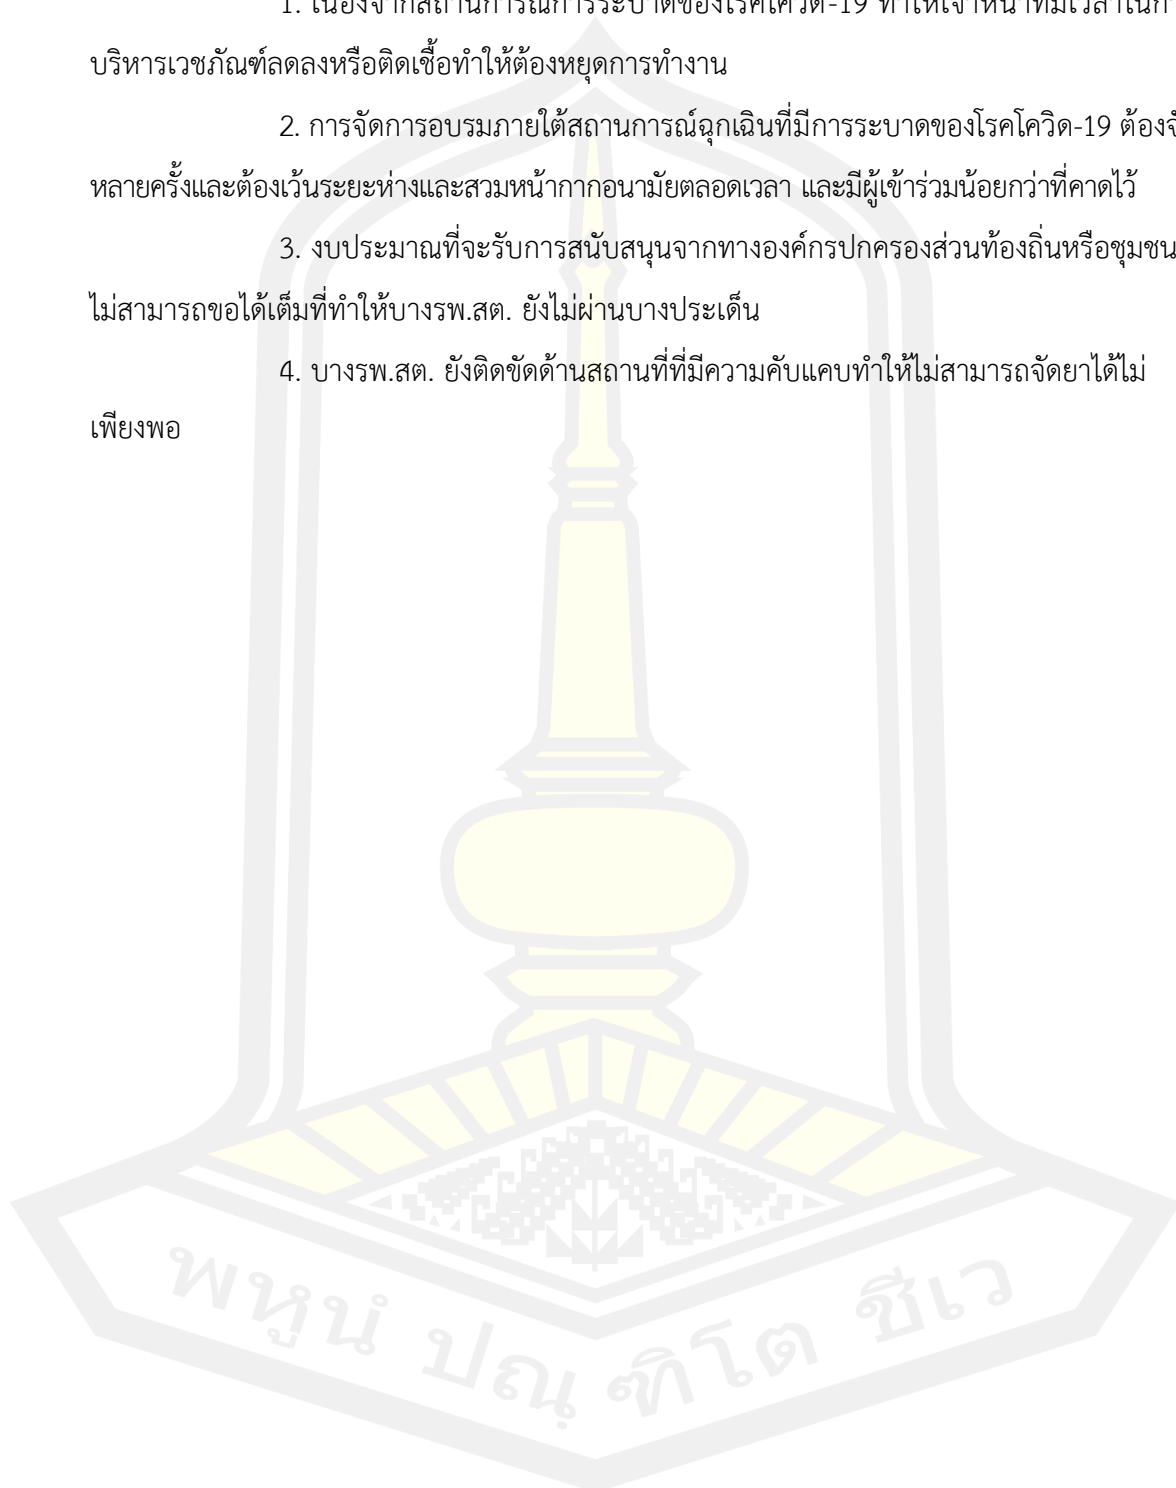 1. เนื่องจากสถานการณ์การระบาดของโรคโควิด-19 ทำให้เจ้าหน้าที่มีเวลาใน
บริหารเวชภัณฑ์ลดลงหรือติดเชื้อทำให้ต้องหยุดการทำงาน
2. การจัดการอบรมภายใต้สถานการณ์ฉุกเฉินที่มีการระบาดของโรคโควิด-19 ต้อง
หลายครั้งและต้องเว้นระยะห่างและสวมหน้ากากอนามัยตลอดเวลา และมีผู้เข้าร่วมน้อยกว่าที่คาดไว้
3. งบประมาณที่จะรับการสนับสนุนจากทางองค์กรปกครองส่วนท้องถิ่นหรือชุมชน
ไม่สามารถขอได้เต็มที่ทำให้บางรพ.สต. ยังไม่ผ่านบางประเด็น
4. บางรพ.สต. ยังติดขัดด้านสถานที่ที่มีความคับแคบทำให้ไม่สามารถจัดยาได้ไม่
เพียงพอ
พหูนํ ปณฺฑิโต ชีเว